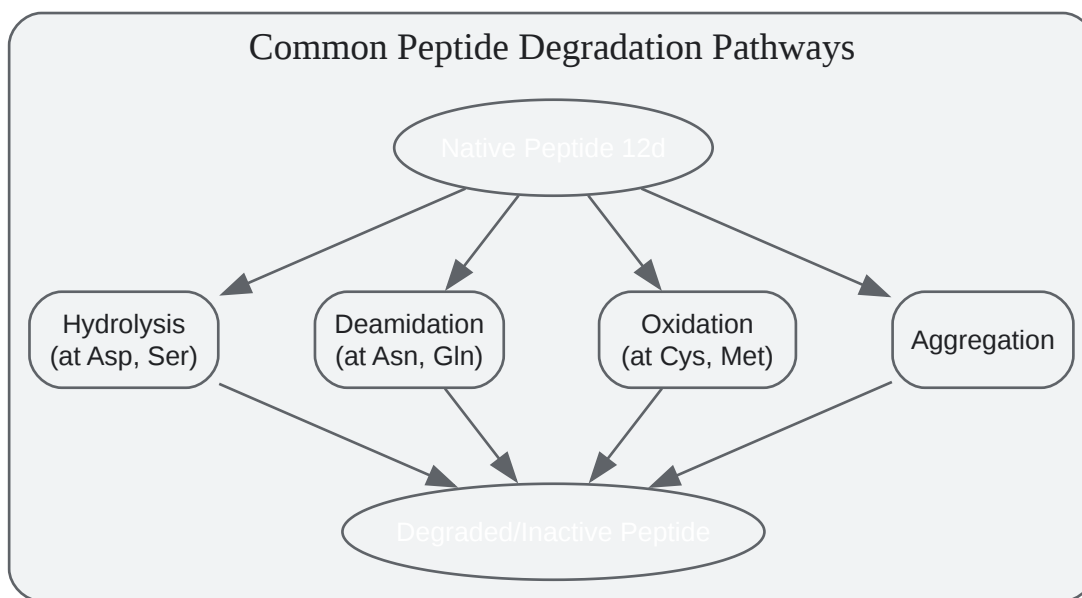 Common Peptide Degradation Pathways
Native Peptide 12d
Hydrolysis
(at Asp, Ser)
Deamidation
(at Asn, Gln)
Oxidation
(at Cys, Met)
Aggregation
Degraded/Inactive Peptide